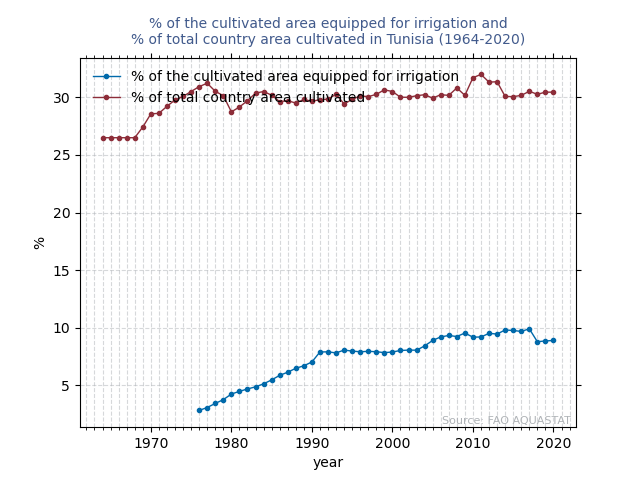 % of the cultivated area equipped for irrigation and
% of total country area cultivated in Tunisia (1964-2020)
% of the cultivated area equipped for irrigation
% of total country area cultivated
30
25
20
15
10
5
%
Source: FAO AQUASTAT
1970 1980 1990 2000 2010 2020
year